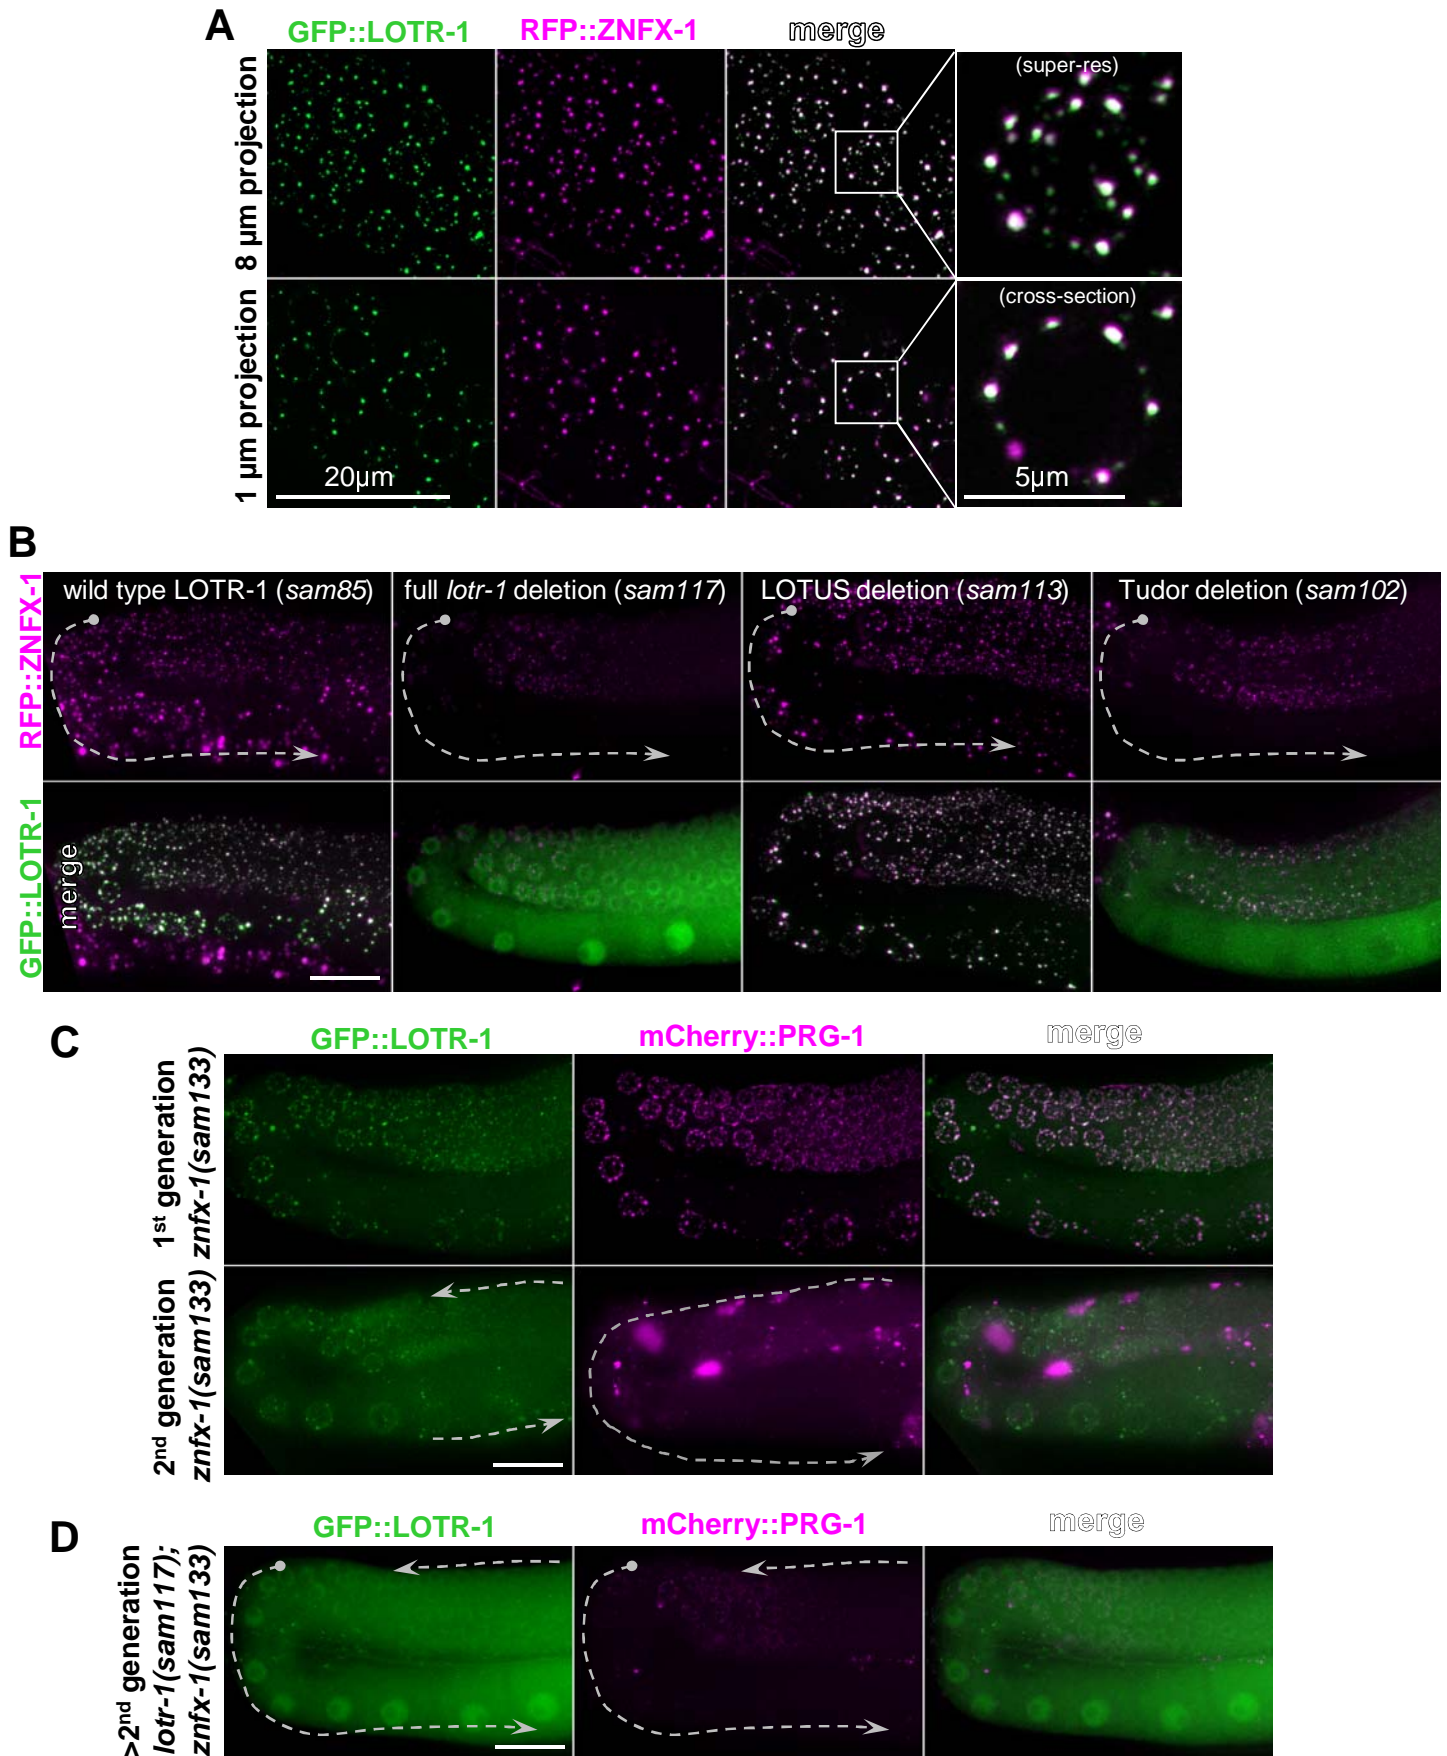 A
GFP::LOTR-1
RFP::ZNFX-1
merge
8 µm projection
(super-res)
1 µm projection
(cross-section)
20µm
5µm
B
RFP::ZNFX-1
wild type LOTR-1 (sam85)
full lotr-1 deletion (sam117)
LOTUS deletion (sam113)
Tudor deletion (sam102)
GFP::LOTR-1
merge
C
GFP::LOTR-1
mCherry::PRG-1
merge
1st generation
znfx-1(sam133)
2nd generation
znfx-1(sam133)
D
GFP::LOTR-1
mCherry::PRG-1
merge
>2nd generation
lotr-1(sam117);
znfx-1(sam133)